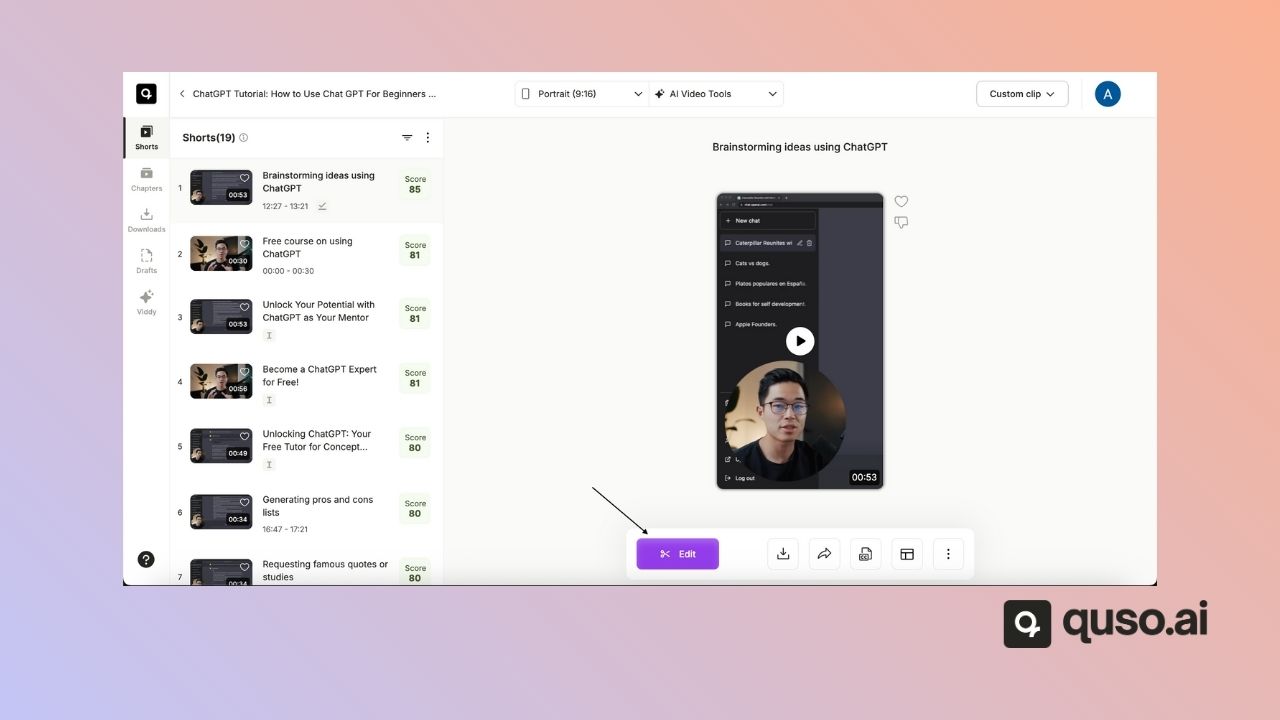 ChatGPT Tutorial: How to Use Chat GPT For Beginners ...
Portrait (9:16)
AI Video Tools
Custom clip
A
Shorts
Chapters
Downloads
Drafts
Viddy
Shorts(19)
1
00:53
Brainstorming ideas using
ChatGPT
12:27 - 13:21
Score
85
2
00:30
Free course on using
ChatGPT
00:00 - 00:30
Score
81
3
00:53
Unlock Your Potential with
ChatGPT as Your Mentor
Score
81
4
00:56
Become a ChatGPT Expert
for Free!
Score
81
5
00:49
Unlocking ChatGPT: Your
Free Tutor for Concept...
Score
80
6
00:34
Generating pros and cons
lists
16:47 - 17:21
Score
80
7
00:34
Requesting famous quotes or
studies
Score
80
Brainstorming ideas using ChatGPT
New chat
Caterpillar Reunites wi
Cats vs dogs.
Platos populares en España.
Books for self development.
Apple Founders.
Log out
00:53
Edit
quso.ai